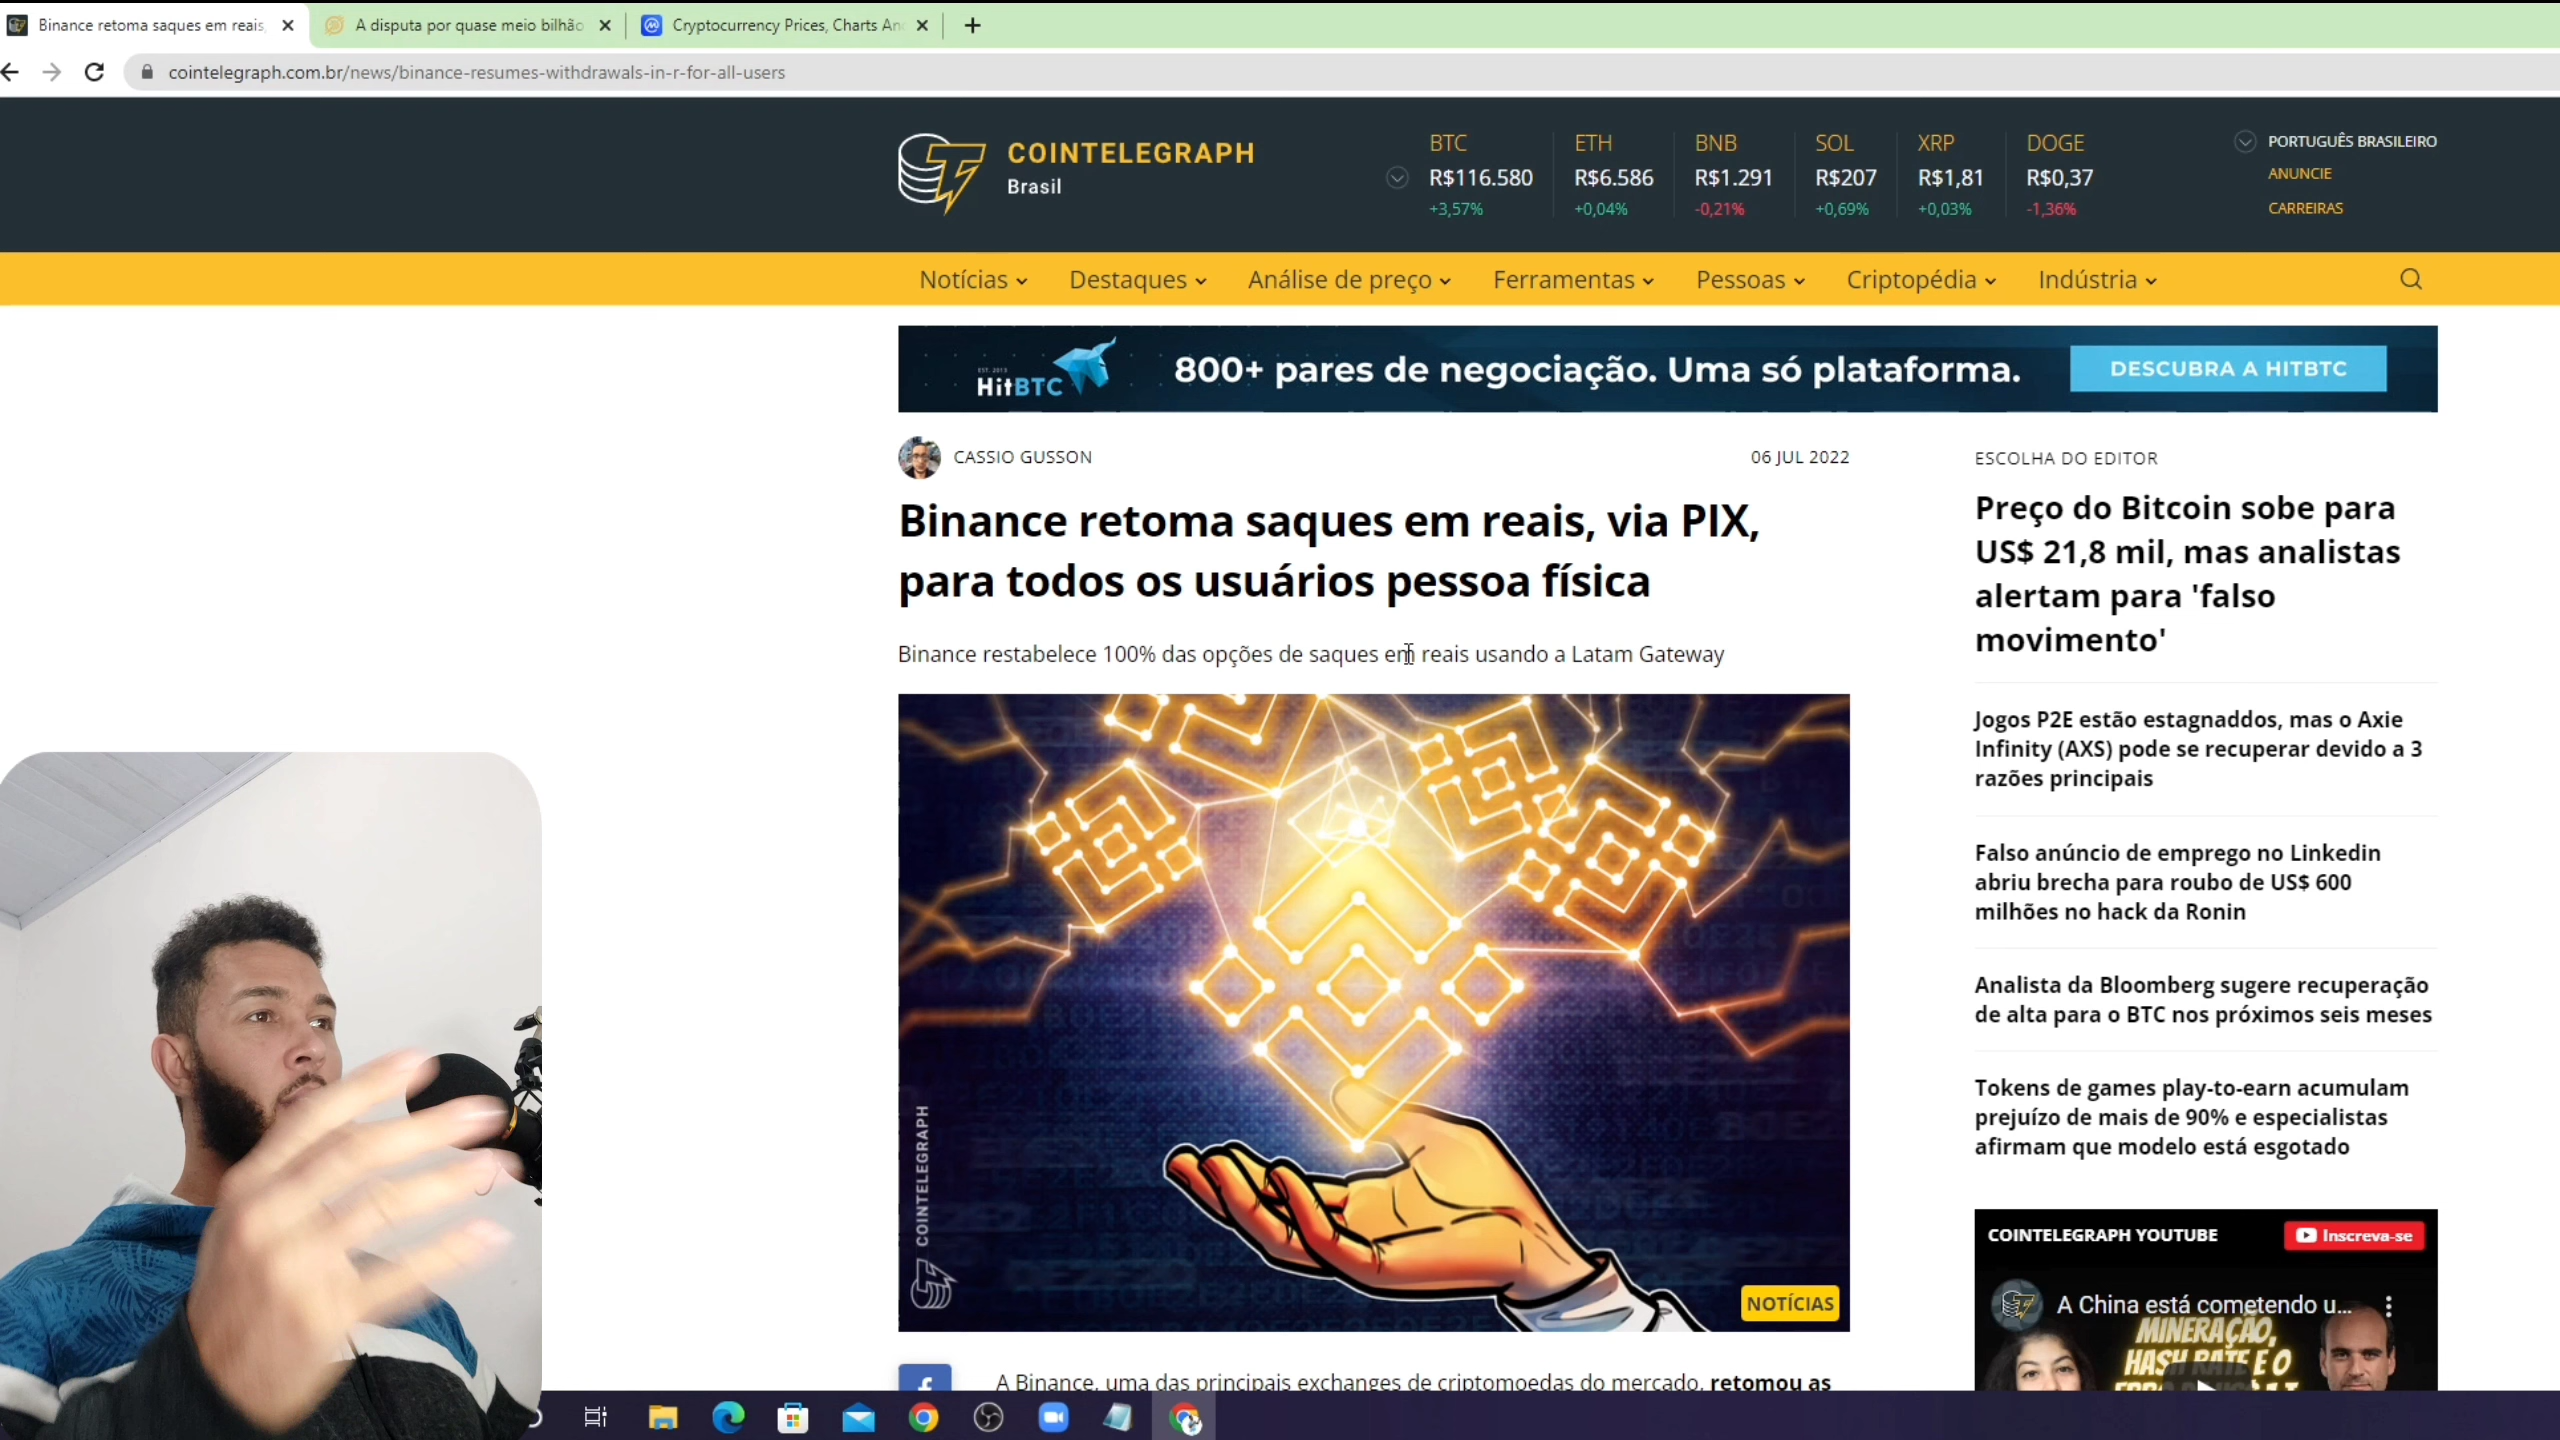 Binance retoma saques em reais,
A disputa por quase meio bilhão
Cryptocurrency Prices, Charts An
cointelegraph.com.br/news/binance-resumes-withdrawals-in-r-for-all-users
COINTELEGRAPH
Brasil
BTC
R$116.580
+3,57%
ETH
R$6.586
+0,04%
BNB
R$1.291
-0,21%
SOL
R$207
+0,69%
XRP
R$1,81
+0,03%
DOGE
R$0,37
-1,36%
PORTUGUÊS BRASILEIRO
ANUNCIE
CARREIRAS
Notícias
Destaques
Análise de preço
Ferramentas
Pessoas
Criptopédia
Indústria
EST. 2013
HitBTC
800+ pares de negociação. Uma só plataforma.
DESCUBRA A HITBTC
CASSIO GUSSON
06 JUL 2022
Binance retoma saques em reais, via PIX,
para todos os usuários pessoa física
Binance restabelece 100% das opções de saques em reais usando a Latam Gateway
COINTELEGRAPH
NOTÍCIAS
A Binance, uma das principais exchanges de criptomoedas do mercado, retomou as
ESCOLHA DO EDITOR
Preço do Bitcoin sobe para
US$ 21,8 mil, mas analistas
alertam para 'falso
movimento'
Jogos P2E estão estagnaddos, mas o Axie
Infinity (AXS) pode se recuperar devido a 3
razões principais
Falso anúncio de emprego no Linkedin
abriu brecha para roubo de US$ 600
milhões no hack da Ronin
Analista da Bloomberg sugere recuperação
de alta para o BTC nos próximos seis meses
Tokens de games play-to-earn acumulam
prejuízo de mais de 90% e especialistas
afirmam que modelo está esgotado
COINTELEGRAPH YOUTUBE
Inscreva-se
A China está cometendo u...
MINERAÇÃO,
HASH RATE E O